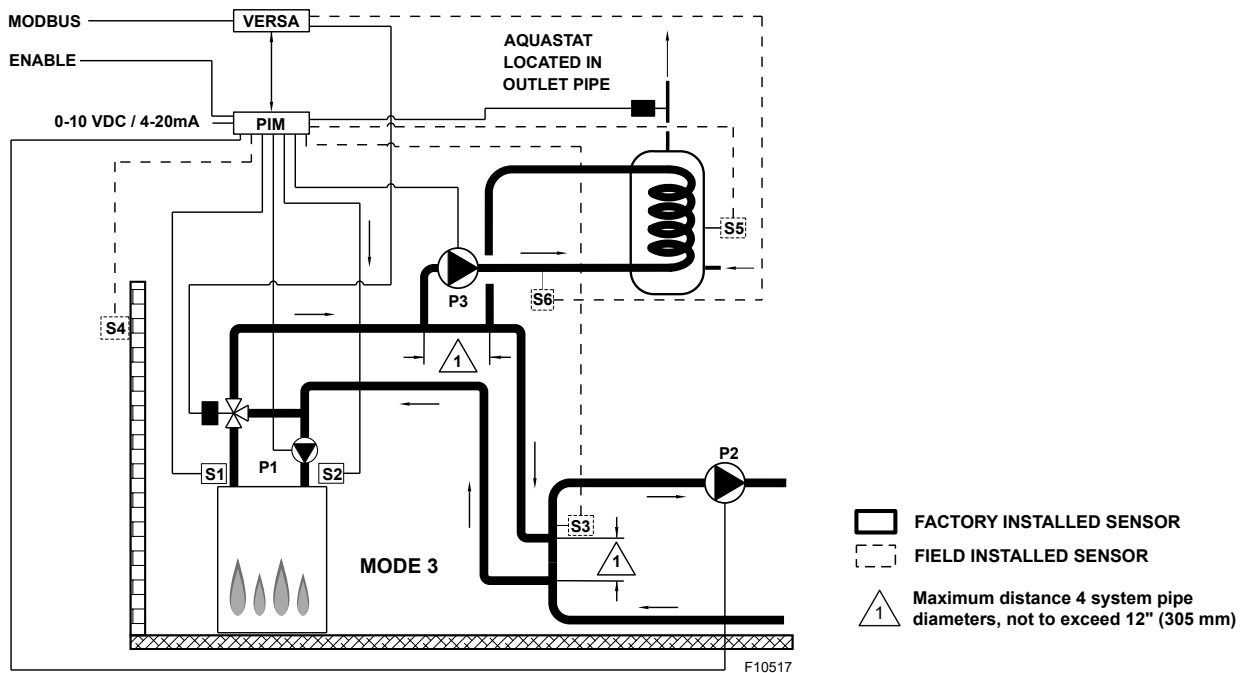 MODBUS
VERSA
ENABLE
AQUASTAT
LOCATED IN
OUTLET PIPE
0-10 VDC / 4-20mA
PIM
S5
P3
S6
S4
1
P2
S1
P1
S2
S3
1
MODE 3
FACTORY INSTALLED SENSOR
FIELD INSTALLED SENSOR
1
Maximum distance 4 system pipe
diameters, not to exceed 12" (305 mm)
F10517